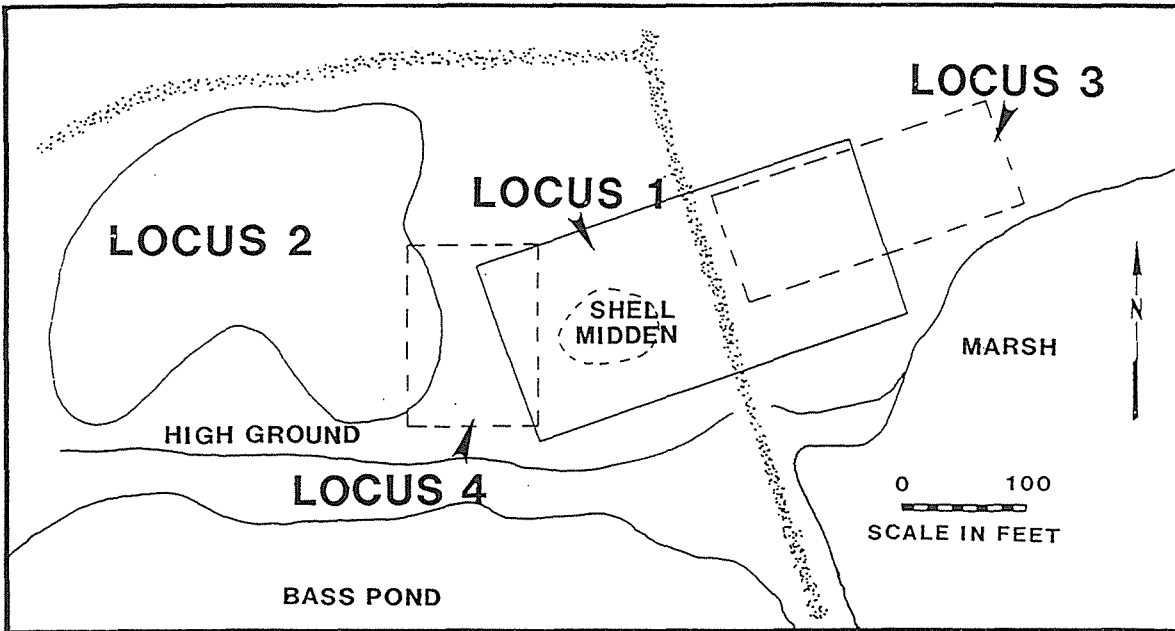 LOCUS 3
LOCUS 1
LOCUS 2
SHELL
MIDDEN
N
MARSH
HIGH GROUND
LOCUS 4
0 100
SCALE IN FEET
BASS POND